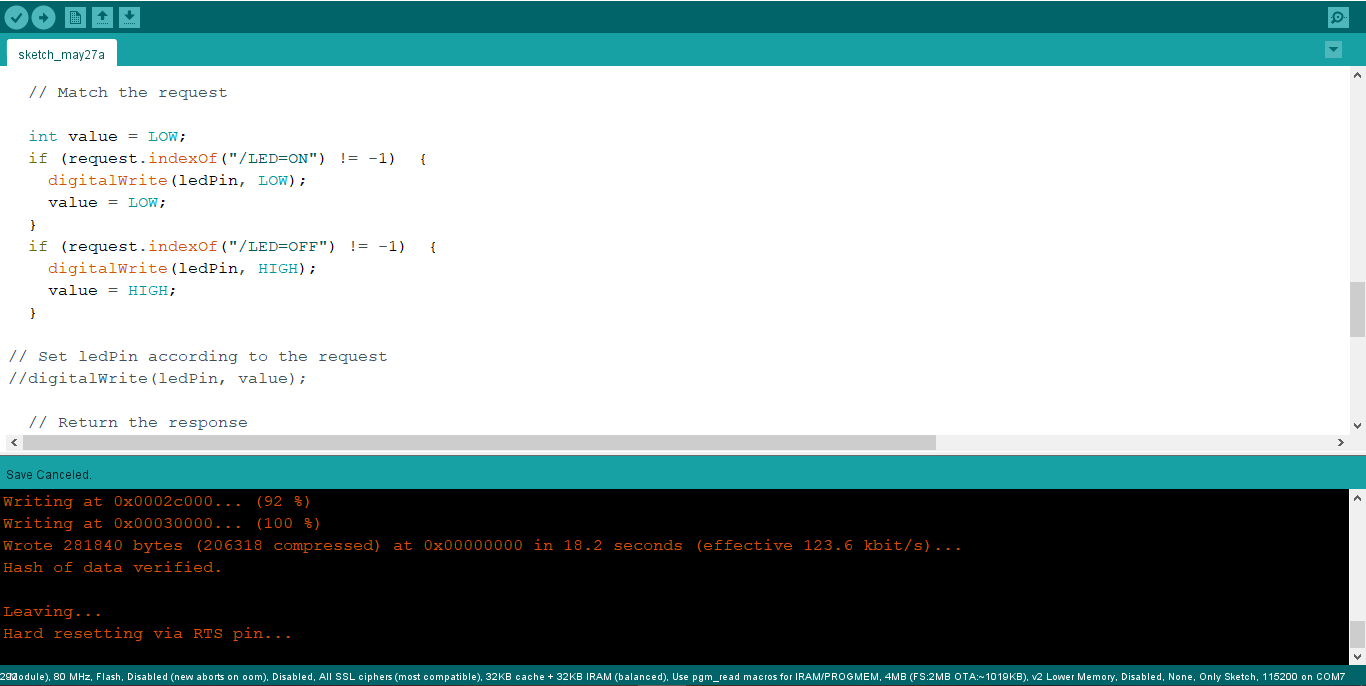 sketch_may27a
// Match the request
int value = LOW;
if (request.indexOf("/LED=ON") != -1)  {
digitalWrite(ledPin, LOW);
value = LOW;
}
if (request.indexOf("/LED=OFF") != -1)  {
digitalWrite(ledPin, HIGH);
value = HIGH;
}
// Set ledPin according to the request
//digitalWrite(ledPin, value);
// Return the response
Save Canceled.
Writing at 0x0002c000... (92 %)
Writing at 0x00030000... (100 %)
Wrote 281840 bytes (206318 compressed) at 0x00000000 in 18.2 seconds (effective 123.6 kbit/s)...
Hash of data verified.
Leaving...
Hard resetting via RTS pin...
Module), 80 MHz, Flash, Disabled (new aborts on oom), Disabled, All SSL ciphers (most compatible), 32KB cache + 32KB IRAM (balanced), Use pgm_read macros for IRAM/PROGMEM, 4MB (FS:2MB OTA:~1019KB), v2 Lower Memory, Disabled, None, Only Sketch, 115200 on COM7